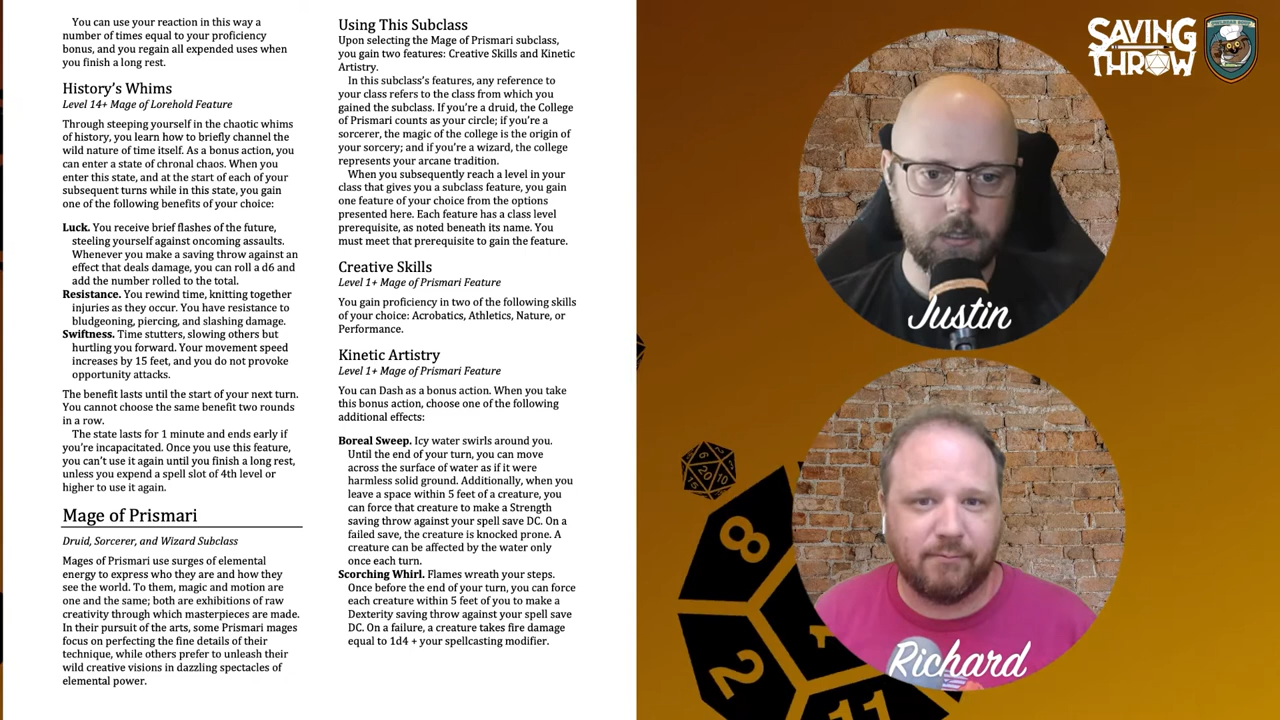 You can use your reaction in this way a
number of times equal to your proficiency
bonus, and you regain all expended uses when
you finish a long rest.
History's Whims
Level 14+ Mage of Lorehold Feature
Through steeping yourself in the chaotic whims
of history, you learn how to briefly channel the
wild nature of time itself. As a bonus action, you
can enter a state of chronal chaos. When you
enter this state, and at the start of each of your
subsequent turns while in this state, you gain
one of the following benefits of your choice:
Luck. You receive brief flashes of the future,
steeling yourself against oncoming assaults.
Whenever you make a saving throw against an
effect that deals damage, you can roll a d6 and
add the number rolled to the total.
Resistance. You rewind time, knitting together
injuries as they occur. You have resistance to
bludgeoning, piercing, and slashing damage.
Swiftness. Time stutters, slowing others but
hurtling you forward. Your movement speed
increases by 15 feet, and you do not provoke
opportunity attacks.
The benefit lasts until the start of your next turn.
You cannot choose the same benefit two rounds
in a row.
The state lasts for 1 minute and ends early if
you're incapacitated. Once you use this feature,
you can't use it again until you finish a long rest,
unless you expend a spell slot of 4th level or
higher to use it again.
Mage of Prismari
Druid, Sorcerer, and Wizard Subclass
Mages of Prismari use surges of elemental
energy to express who they are and how they
see the world. To them, magic and motion are
one and the same; both are exhibitions of raw
creativity through which masterpieces are made.
In their pursuit of the arts, some Prismari mages
focus on perfecting the fine details of their
technique, while others prefer to unleash their
wild creative visions in dazzling spectacles of
elemental power.
Using This Subclass
Upon selecting the Mage of Prismari subclass,
you gain two features: Creative Skills and Kinetic
Artistry.
In this subclass's features, any reference to
your class refers to the class from which you
gained the subclass. If you're a druid, the College
of Prismari counts as your circle; if you're a
sorcerer, the magic of the college is the origin of
your sorcery; and if you're a wizard, the college
represents your arcane tradition.
When you subsequently reach a level in your
class that gives you a subclass feature, you gain
one feature of your choice from the options
presented here. Each feature has a class level
prerequisite, as noted beneath its name. You
must meet that prerequisite to gain the feature.
Creative Skills
Level 1+ Mage of Prismari Feature
You gain proficiency in two of the following skills
of your choice: Acrobatics, Athletics, Nature, or
Performance.
Kinetic Artistry
Level 1+ Mage of Prismari Feature
You can Dash as a bonus action. When you take
this bonus action, choose one of the following
additional effects:
Boreal Sweep. Icy water swirls around you.
Until the end of your turn, you can move
across the surface of water as if it were
harmless solid ground. Additionally, when you
leave a space within 5 feet of a creature, you
can force that creature to make a Strength
saving throw against your spell save DC. On a
failed save, the creature is knocked prone. A
creature can be affected by the water only
once each turn.
Scorching Whirl. Flames wreath your steps.
Once before the end of your turn, you can force
each creature within 5 feet of you to make a
Dexterity saving throw against your spell save
DC. On a failure, a creature takes fire damage
equal to 1d4 + your spellcasting modifier.
SAVING
THROW
Justin
Richard
6
20
10
8
2
11